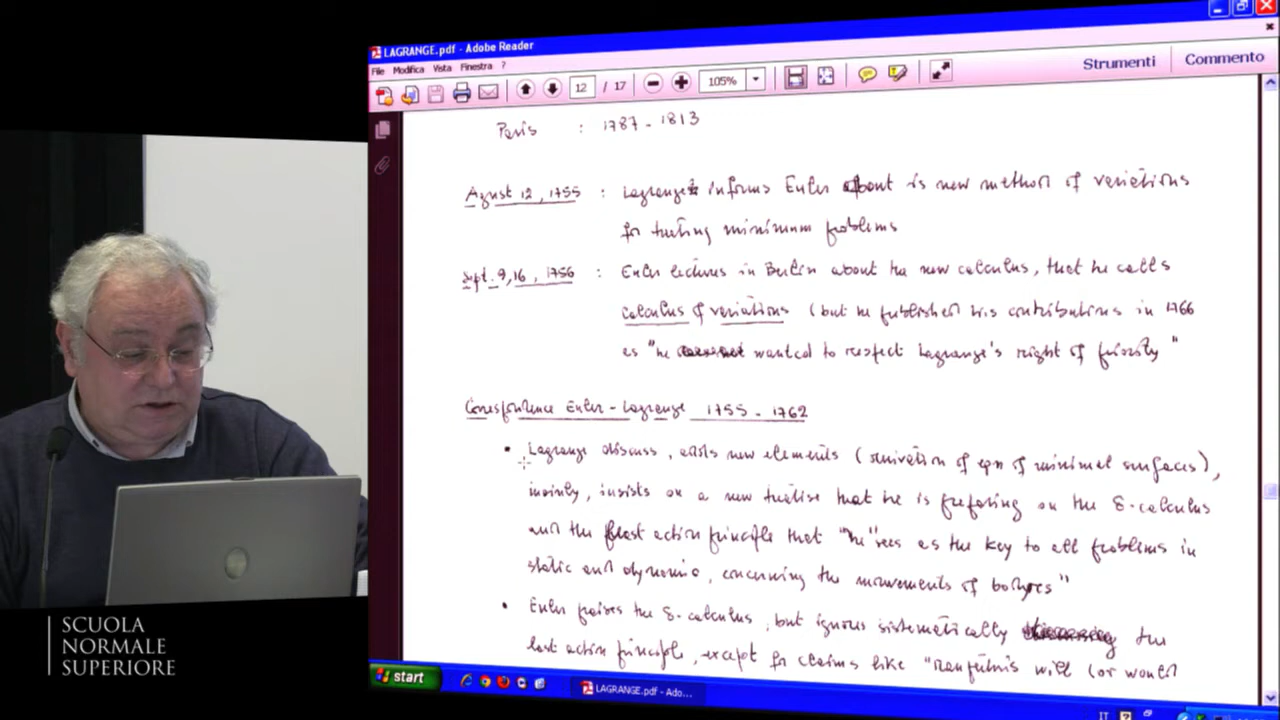 LAGRANGE.pdf - Adobe Reader
File Modifica Vista Finestra ?
12 / 17 105% Strumenti Commento
Paris : 1787 - 1813
Agust 12, 1755 : Lagrange informs Euler about is new method of variations
for treting minimum problems
Sept. 9, 16, 1756 : Euler lectures in Berlin about the new calculus, that he calls
calculus of variations (but he published his contributions in 1766
as "he wanted to respect Lagrange's right of priority"
Correspondence Euler - Lagrange 1755 - 1762
• Lagrange discuss, adds new elements (derivation of eqn of minimal surfaces),
mainly, insists on a new tratise that he is preparing on the δ-calculus
and the least action principle that "he" sees as the key to all problems in
static and dynamic, concerning the movements of bodyes"
• Euler praises the δ-calculus, but ignores sistematically the
last action principle, except for claims like " will (or would
start LAGRANGE.pdf - Ado... IT
SCUOLA
NORMALE
SUPERIORE